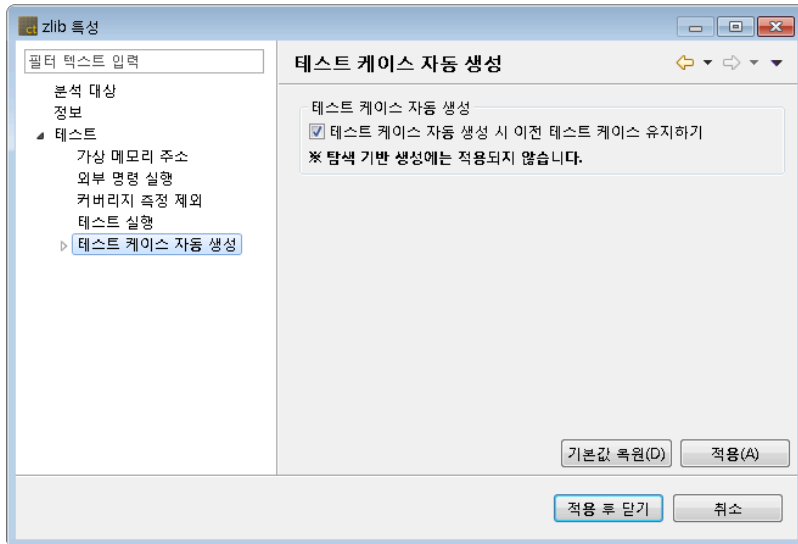 ct zlib 특성
필터 텍스트 입력
분석 대상
정보
테스트
가상 메모리 주소
외부 명령 실행
커버리지 측정 제외
테스트 실행
테스트 케이스 자동 생성
테스트 케이스 자동 생성
테스트 케이스 자동 생성
테스트 케이스 자동 생성 시 이전 테스트 케이스 유지하기
※ 탐색 기반 생성에는 적용되지 않습니다.
기본값 복원(D) 적용(A)
적용 후 닫기 취소